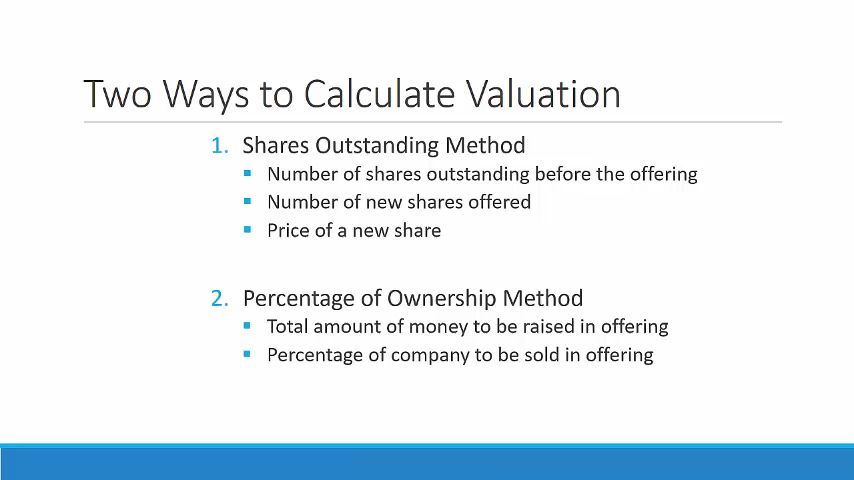 Two Ways to Calculate Valuation
1. Shares Outstanding Method
▪ Number of shares outstanding before the offering
▪ Number of new shares offered
▪ Price of a new share
2. Percentage of Ownership Method
▪ Total amount of money to be raised in offering
▪ Percentage of company to be sold in offering